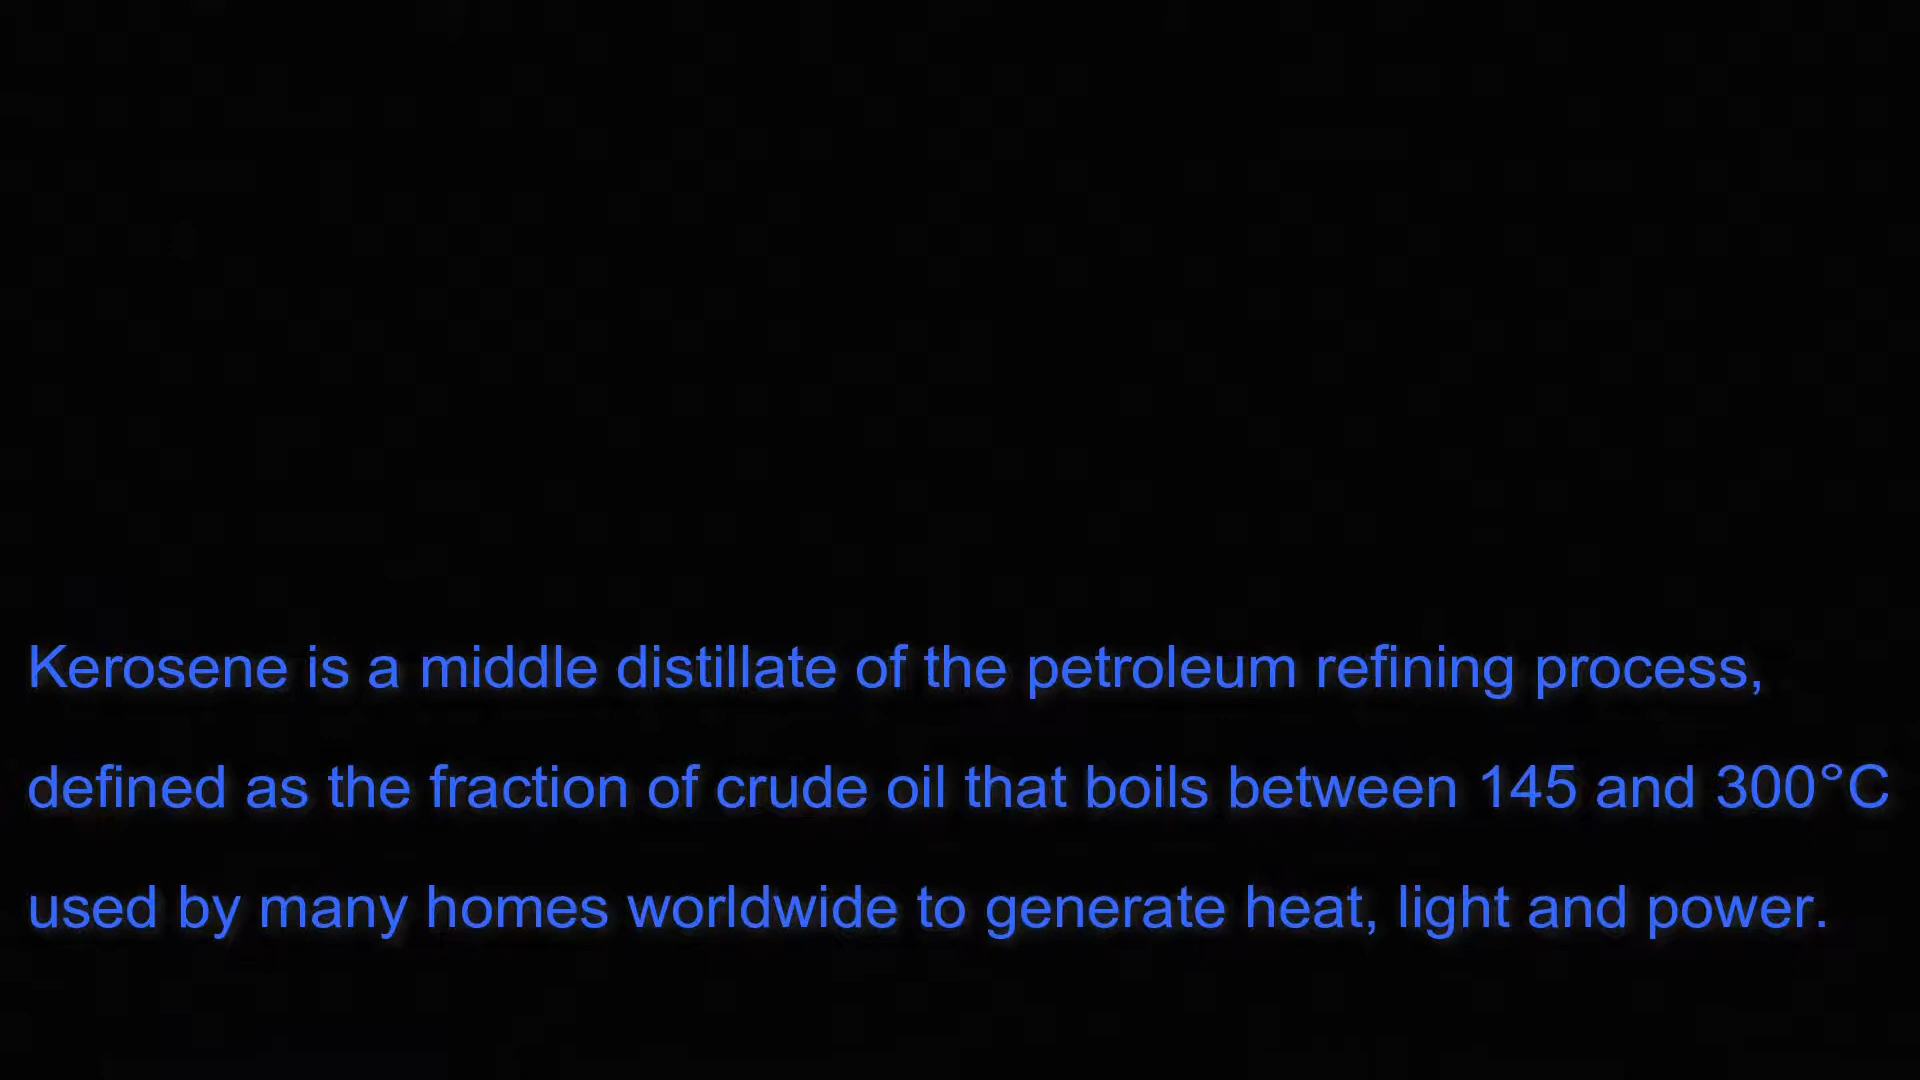 Kerosene is a middle distillate of the petroleum refining process,
defined as the fraction of crude oil that boils between 145 and 300°C
used by many homes worldwide to generate heat, light and power.